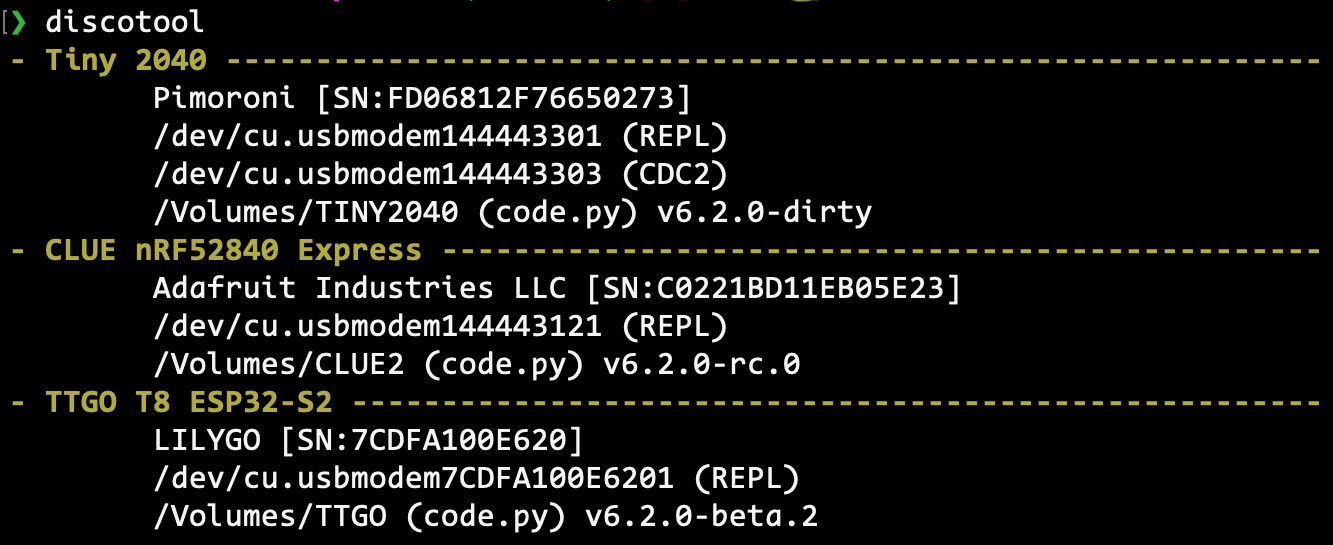 [❯ discotool
- Tiny 2040 -------------------------------------------------------------
Pimoroni [SN:FD06812F76650273]
/dev/cu.usbmodem144443301 (REPL)
/dev/cu.usbmodem144443303 (CDC2)
/Volumes/TINY2040 (code.py) v6.2.0-dirty
- CLUE nRF52840 Express -------------------------------------------------
Adafruit Industries LLC [SN:C0221BD11EB05E23]
/dev/cu.usbmodem144443121 (REPL)
/Volumes/CLUE2 (code.py) v6.2.0-rc.0
- TTGO T8 ESP32-S2 ------------------------------------------------------
LILYGO [SN:7CDFA100E620]
/dev/cu.usbmodem7CDFA100E6201 (REPL)
/Volumes/TTGO (code.py) v6.2.0-beta.2